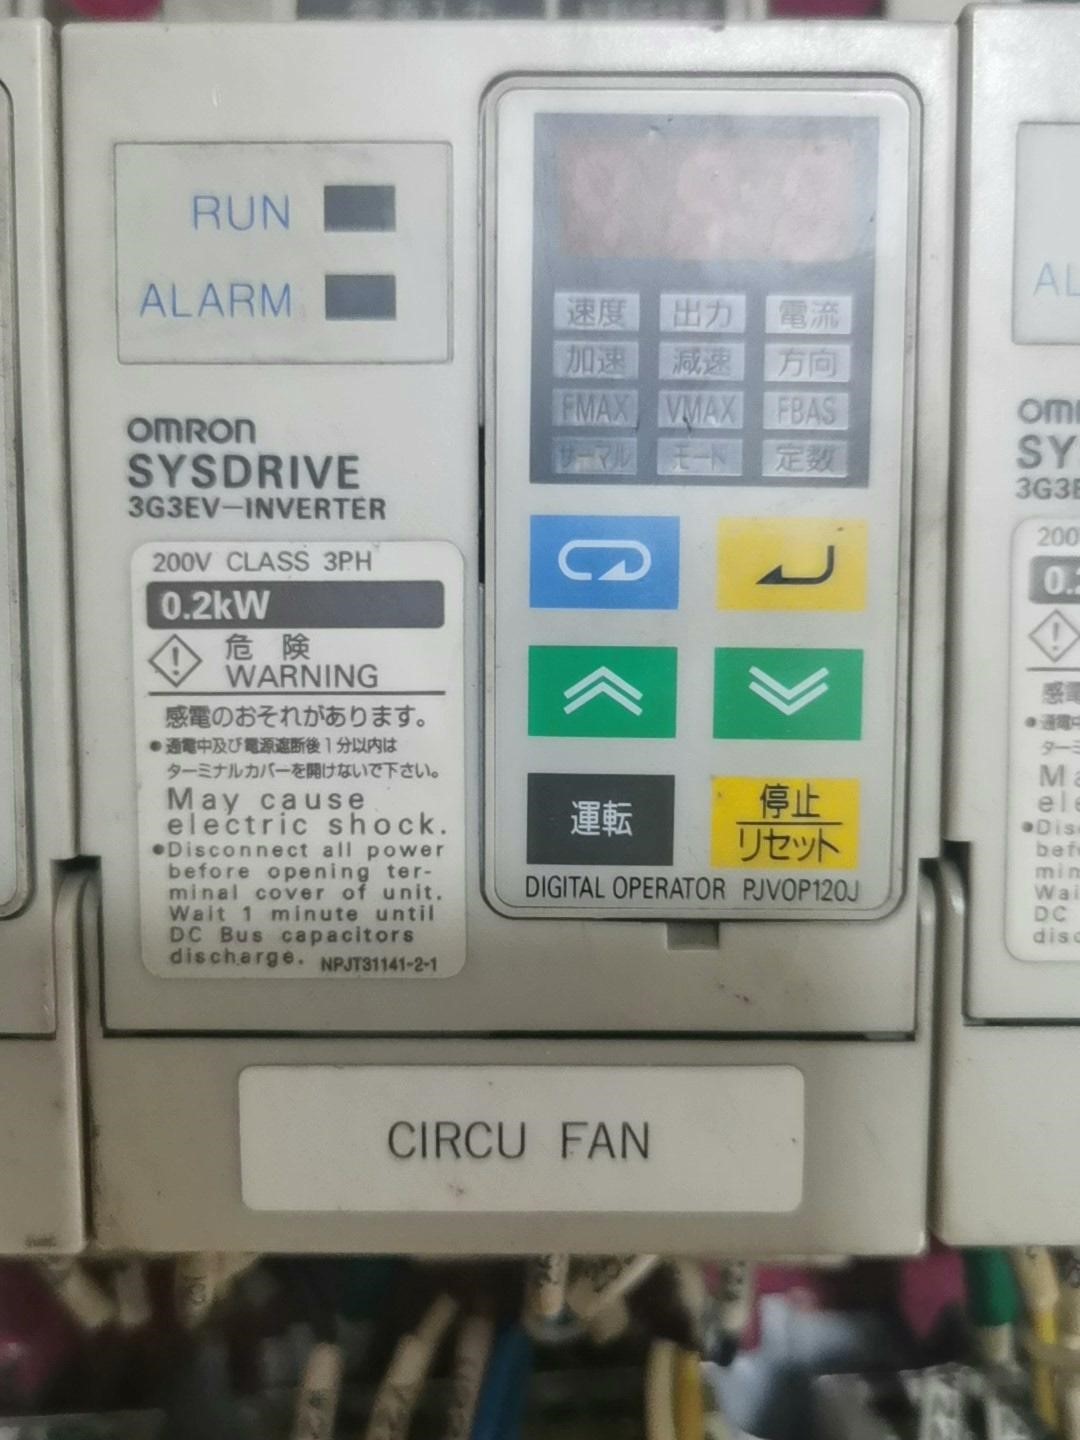 RUN
ALARM
OMRON
SYSDRIVE
3G3EV-INVERTER
200V CLASS 3PH
0.2kW
危険
WARNING
感電のおそれがあります。
●通電中及び電源遮断後1分以内は
ターミナルカバーを開けないで下さい。
May cause
electric shock.
●Disconnect all power
before opening ter-
minal cover of unit.
Wait 1 minute until
DC Bus capacitors
discharge. NPJT31141-2-1
速度 出力 電流
加速 減速 方向
FMAX VMAX FBAS
サーマル モード 定数
運転 停止
リセット
DIGITAL OPERATOR PJVOP120J
CIRCU FAN